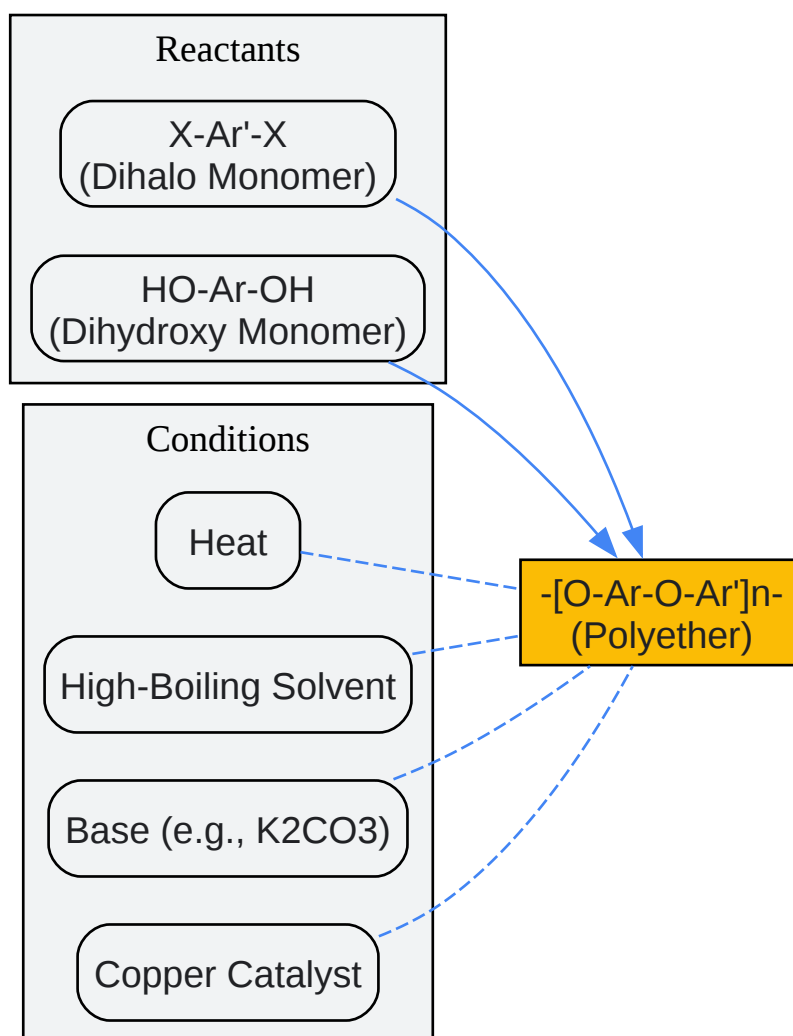 Reactants
X-Ar'-X
(Dihalo Monomer)
HO-Ar-OH
(Dihydroxy Monomer)
Conditions
Heat
High-Boiling Solvent
Base (e.g., K2CO3)
Copper Catalyst
-[O-Ar-O-Ar']n-
(Polyether)